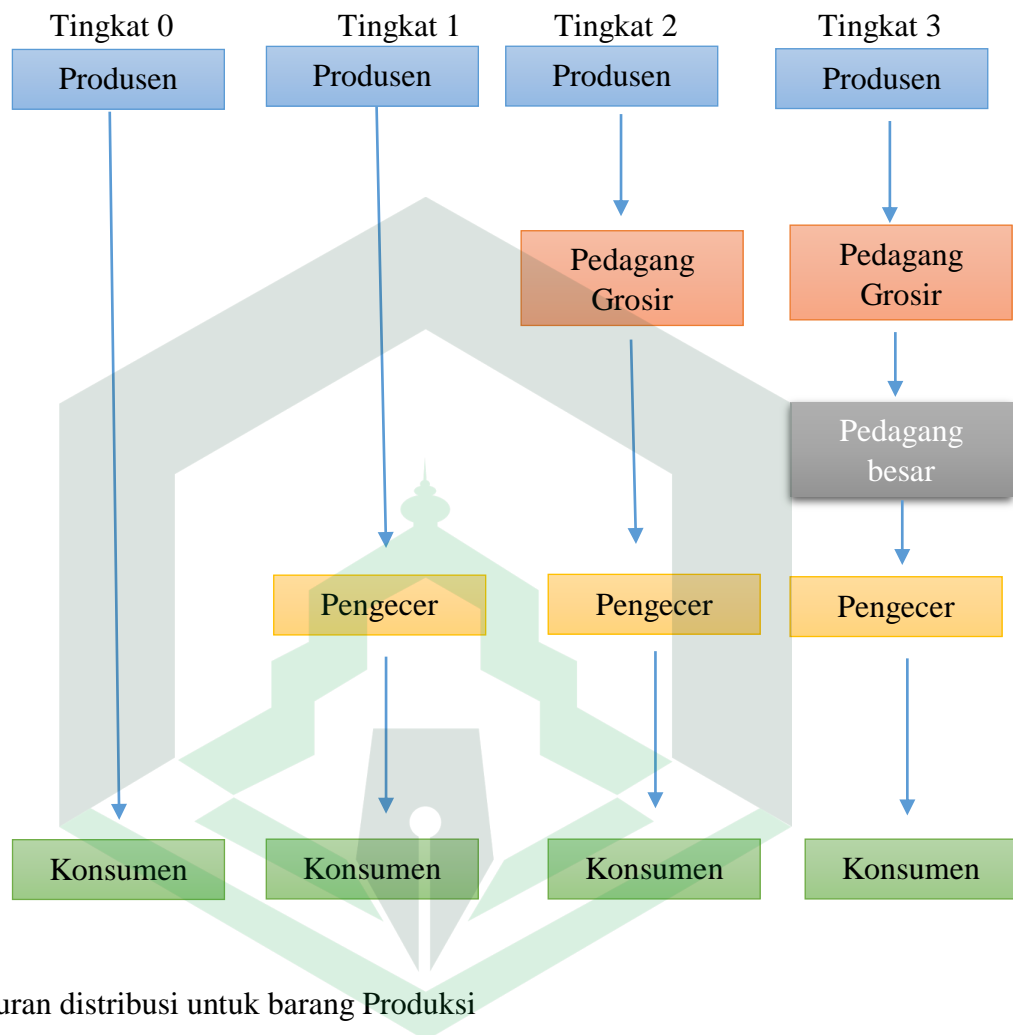 Tingkat 0
Tingkat 1
Tingkat 2
Tingkat 3
Produsen
Produsen
Produsen
Produsen
Pedagang
Grosir
Pedagang
Grosir
Pedagang
besar
Pengecer
Pengecer
Pengecer
Konsumen
Konsumen
Konsumen
Konsumen
distribusi untuk barang Produksi